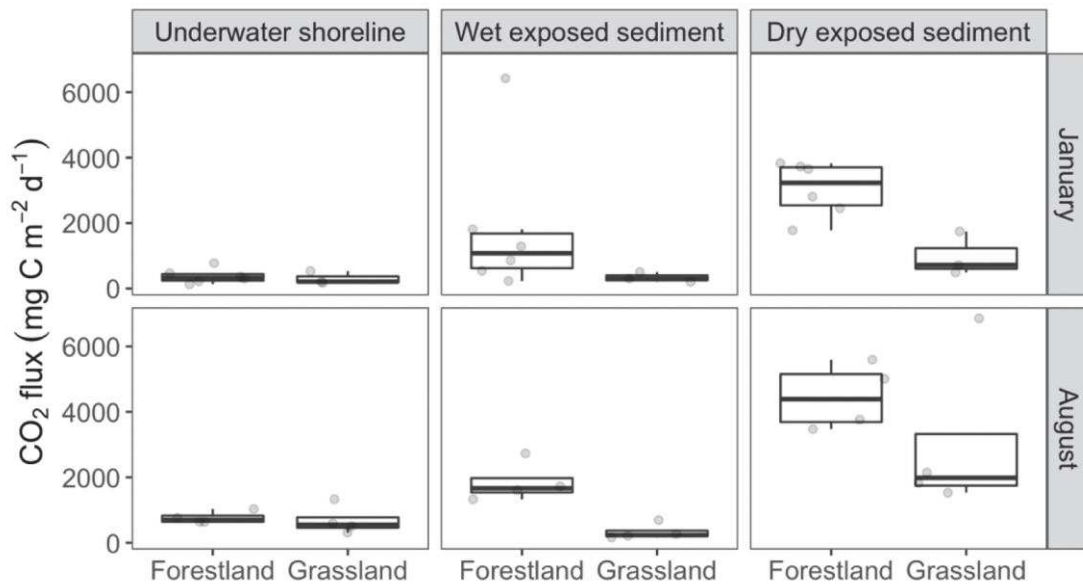 Underwater shoreline Wet exposed sediment Dry exposed sediment
6000
4000
2000
0
January
CO₂ flux (mg C m⁻² d⁻¹)
6000
4000
2000
0
August
Forestland Grassland Forestland Grassland Forestland Grassland